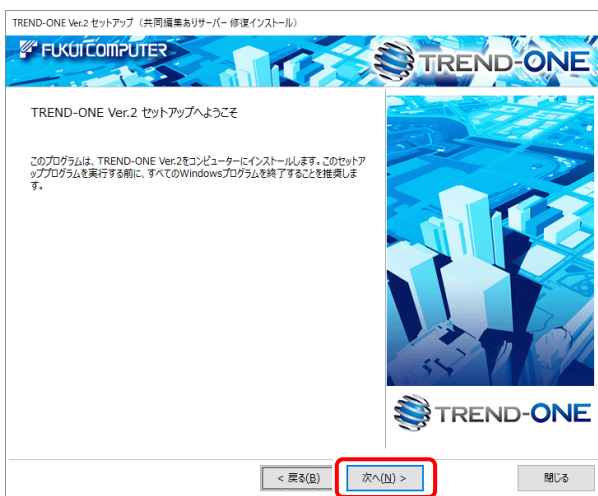 TREND-ONE Ver.2 セットアップ（共同編集ありサーバー 修復インストール）
FUKUI COMPUTER
TREND-ONE
TREND-ONE Ver.2 セットアップへようこそ
このプログラムは、TREND-ONE Ver.2をコンピューターにインストールします。このセットア
ッププログラムを実行する前に、すべてのWindowsプログラムを終了することを推奨しま
す。
TREND-ONE
< 戻る(B)
次へ(N) >
閉じる